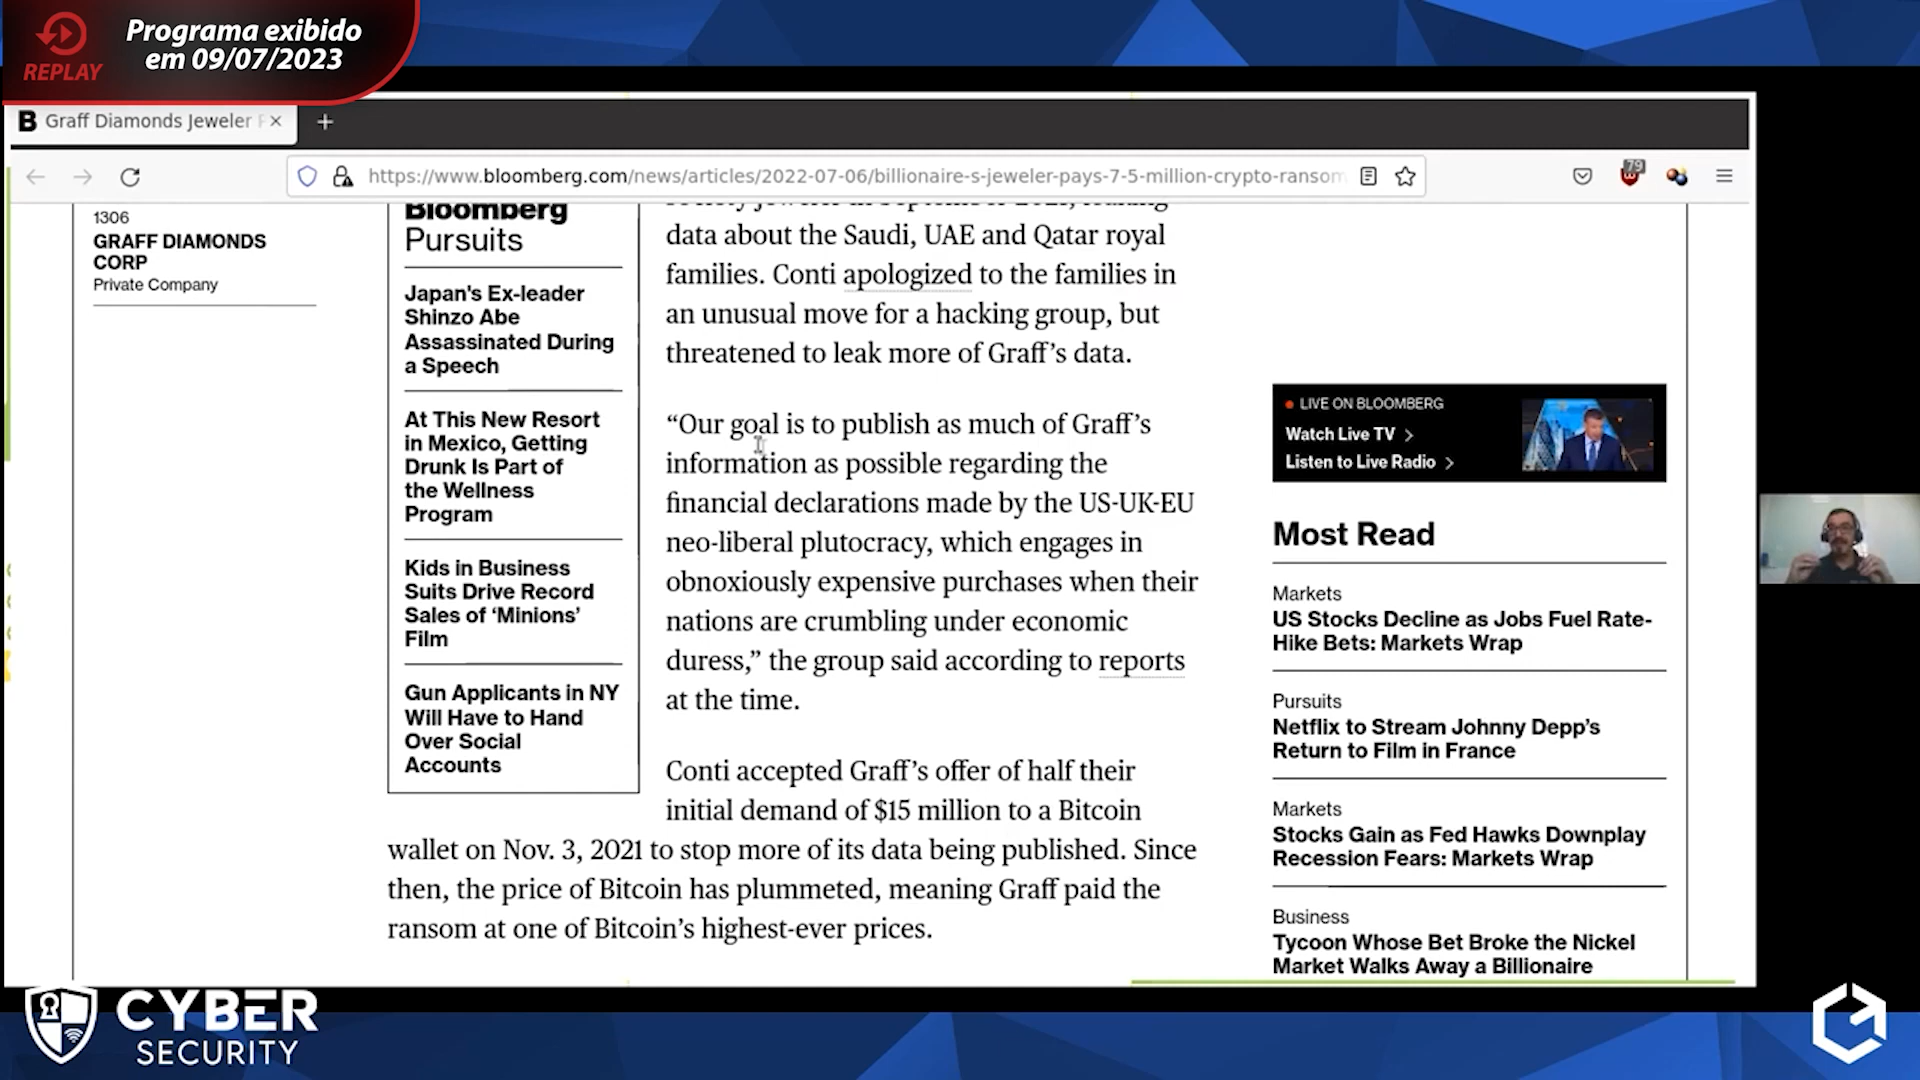 Programa exibido
em 09/07/2023
REPLAY
B Graff Diamonds Jeweler P × +
https://www.bloomberg.com/news/articles/2022-07-06/billionaire-s-jeweler-pays-7-5-million-crypto-ransom
79
1306
GRAFF DIAMONDS
CORP
Private Company
Bloomberg
Pursuits
Japan's Ex-leader
Shinzo Abe
Assassinated During
a Speech
At This New Resort
in Mexico, Getting
Drunk Is Part of
the Wellness
Program
Kids in Business
Suits Drive Record
Sales of ‘Minions’
Film
Gun Applicants in NY
Will Have to Hand
Over Social
Accounts
society jeweler in September 2021, leaking
data about the Saudi, UAE and Qatar royal
families. Conti apologized to the families in
an unusual move for a hacking group, but
threatened to leak more of Graff’s data.
“Our goal is to publish as much of Graff’s
information as possible regarding the
financial declarations made by the US-UK-EU
neo-liberal plutocracy, which engages in
obnoxiously expensive purchases when their
nations are crumbling under economic
duress,” the group said according to reports
at the time.
Conti accepted Graff’s offer of half their
initial demand of $15 million to a Bitcoin
wallet on Nov. 3, 2021 to stop more of its data being published. Since
then, the price of Bitcoin has plummeted, meaning Graff paid the
ransom at one of Bitcoin’s highest-ever prices.
LIVE ON BLOOMBERG
Watch Live TV >
Listen to Live Radio >
Most Read
Markets
US Stocks Decline as Jobs Fuel Rate-
Hike Bets: Markets Wrap
Pursuits
Netflix to Stream Johnny Depp’s
Return to Film in France
Markets
Stocks Gain as Fed Hawks Downplay
Recession Fears: Markets Wrap
Business
Tycoon Whose Bet Broke the Nickel
Market Walks Away a Billionaire
CYBER
SECURITY